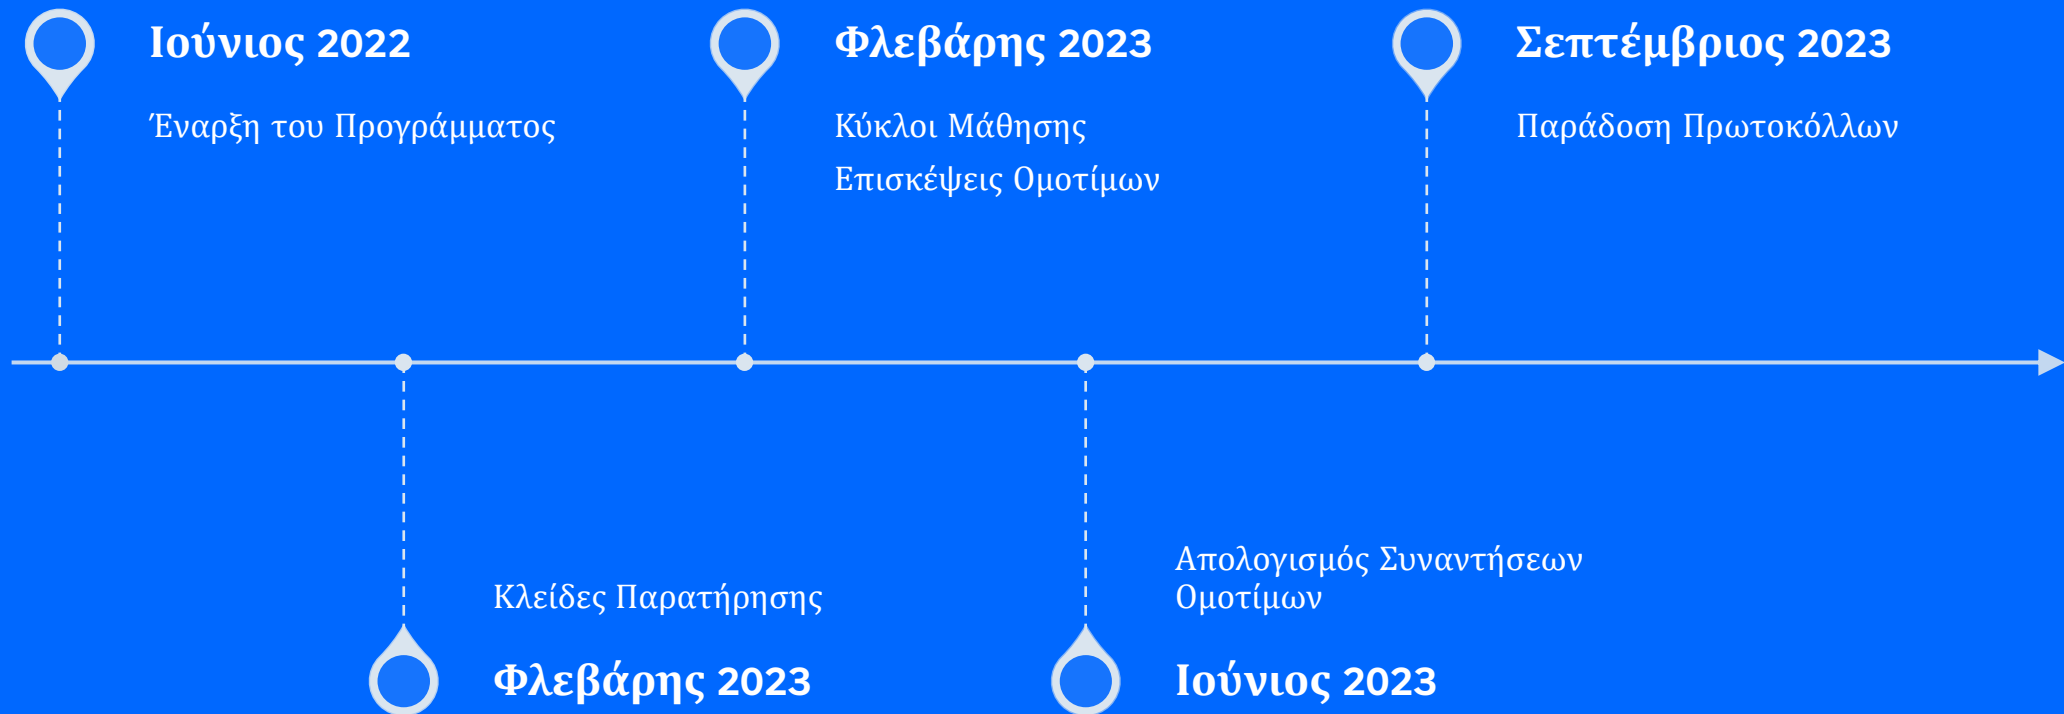 Ιούνιος 2022
Έναρξη του Προγράμματος
Κλείδες Παρατήρησης
Φλεβάρης 2023
Φλεβάρης 2023
Κύκλοι Μάθησης
Επισκέψεις Ομοτίμων
Απολογισμός Συναντήσεων
Ομοτίμων
Ιούνιος 2023
Σεπτέμβριος 2023
Παράδοση Πρωτοκόλλων